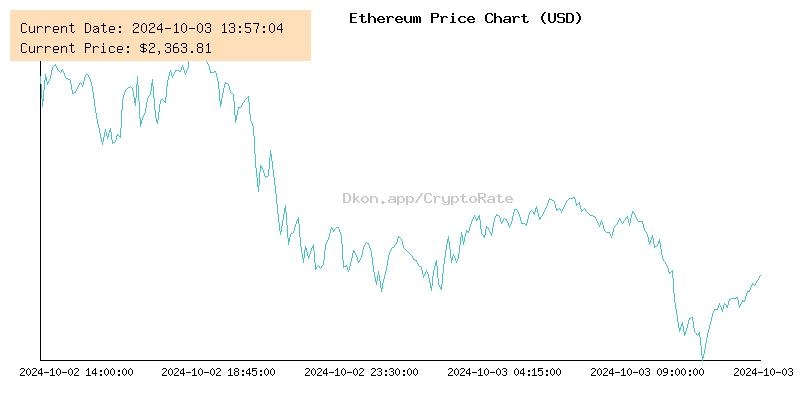 Ethereum Price Chart (USD)
Current Date: 2024-10-03 13:57:04
Current Price: $2,363.81
Dkon.app/CryptoRate
2024-10-02 14:00:00 2024-10-02 18:45:00 2024-10-02 23:30:00 2024-10-03 04:15:00 2024-10-03 09:00:00 2024-10-03